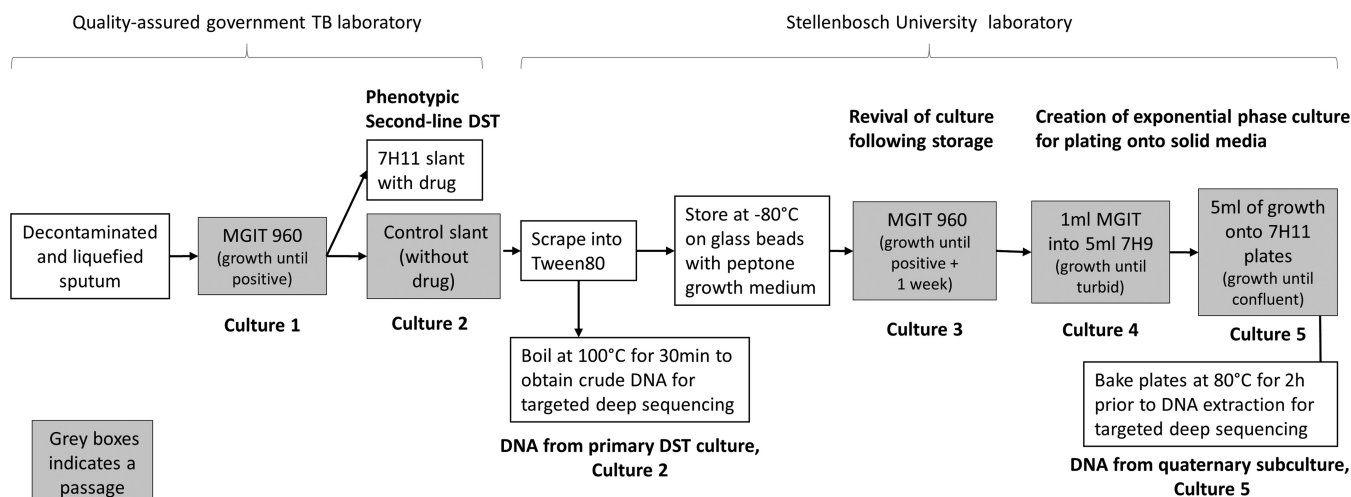 Quality-assured government TB laboratory
Stellenbosch University laboratory
Phenotypic
Second-line DST
7H11 slant
with drug
Revival of culture
following storage
Creation of exponential phase culture
for plating onto solid media
Decontaminated
and liquefied
sputum
MGIT 960
(growth until
positive)
Culture 1
Control slant
(without
drug)
Culture 2
Scrape into
Tween80
Store at -80°C
on glass beads
with peptone
growth medium
MGIT 960
(growth until
positive +
1 week)
Culture 3
1ml MGIT
into 5ml 7H9
(growth until
turbid)
Culture 4
5ml of growth
onto 7H11
plates
(growth until
confluent)
Culture 5
Boil at 100°C for 30min to
obtain crude DNA for
targeted deep sequencing
DNA from primary DST culture,
Culture 2
Bake plates at 80°C for 2h
prior to DNA extraction for
targeted deep sequencing
DNA from quaternary subculture,
Culture 5
Grey boxes
indicates a
passage